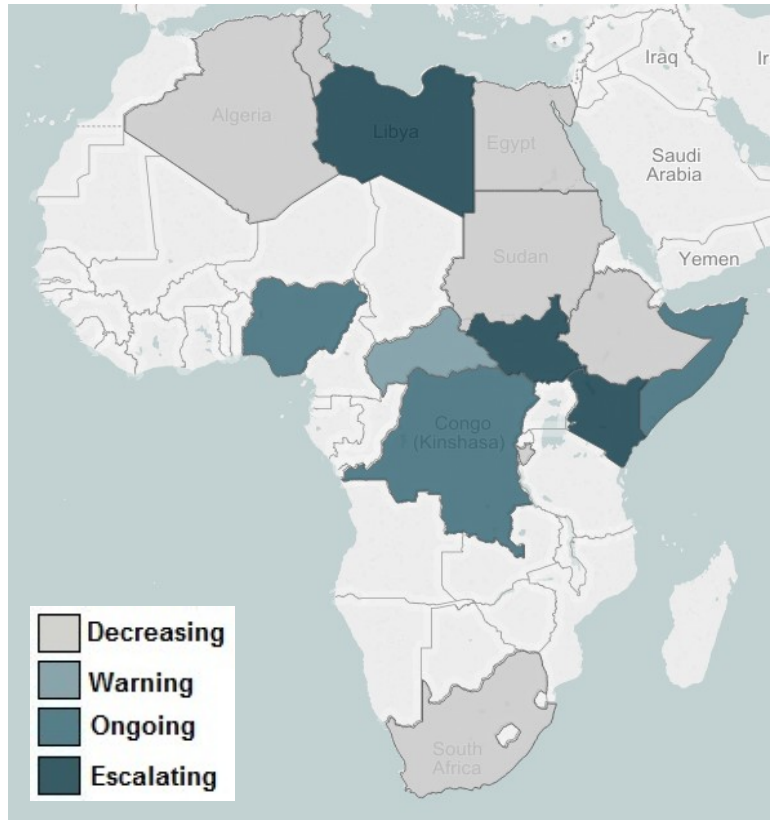 Iraq
Ir
Algeria
Libya
Egypt
Saudi
Arabia
Sudan
Yemen
Congo
(Kinshasa)
Decreasing
Warning
Ongoing
Escalating
South
Africa